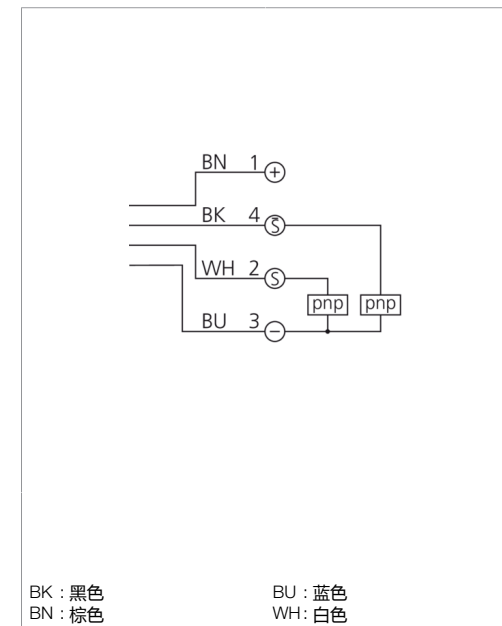 BN 1 +
BK 4 S̄
WH 2 S
pnp pnp
BU 3 −
BK : 黑色 BU : 蓝色
BN : 棕色 WH : 白色